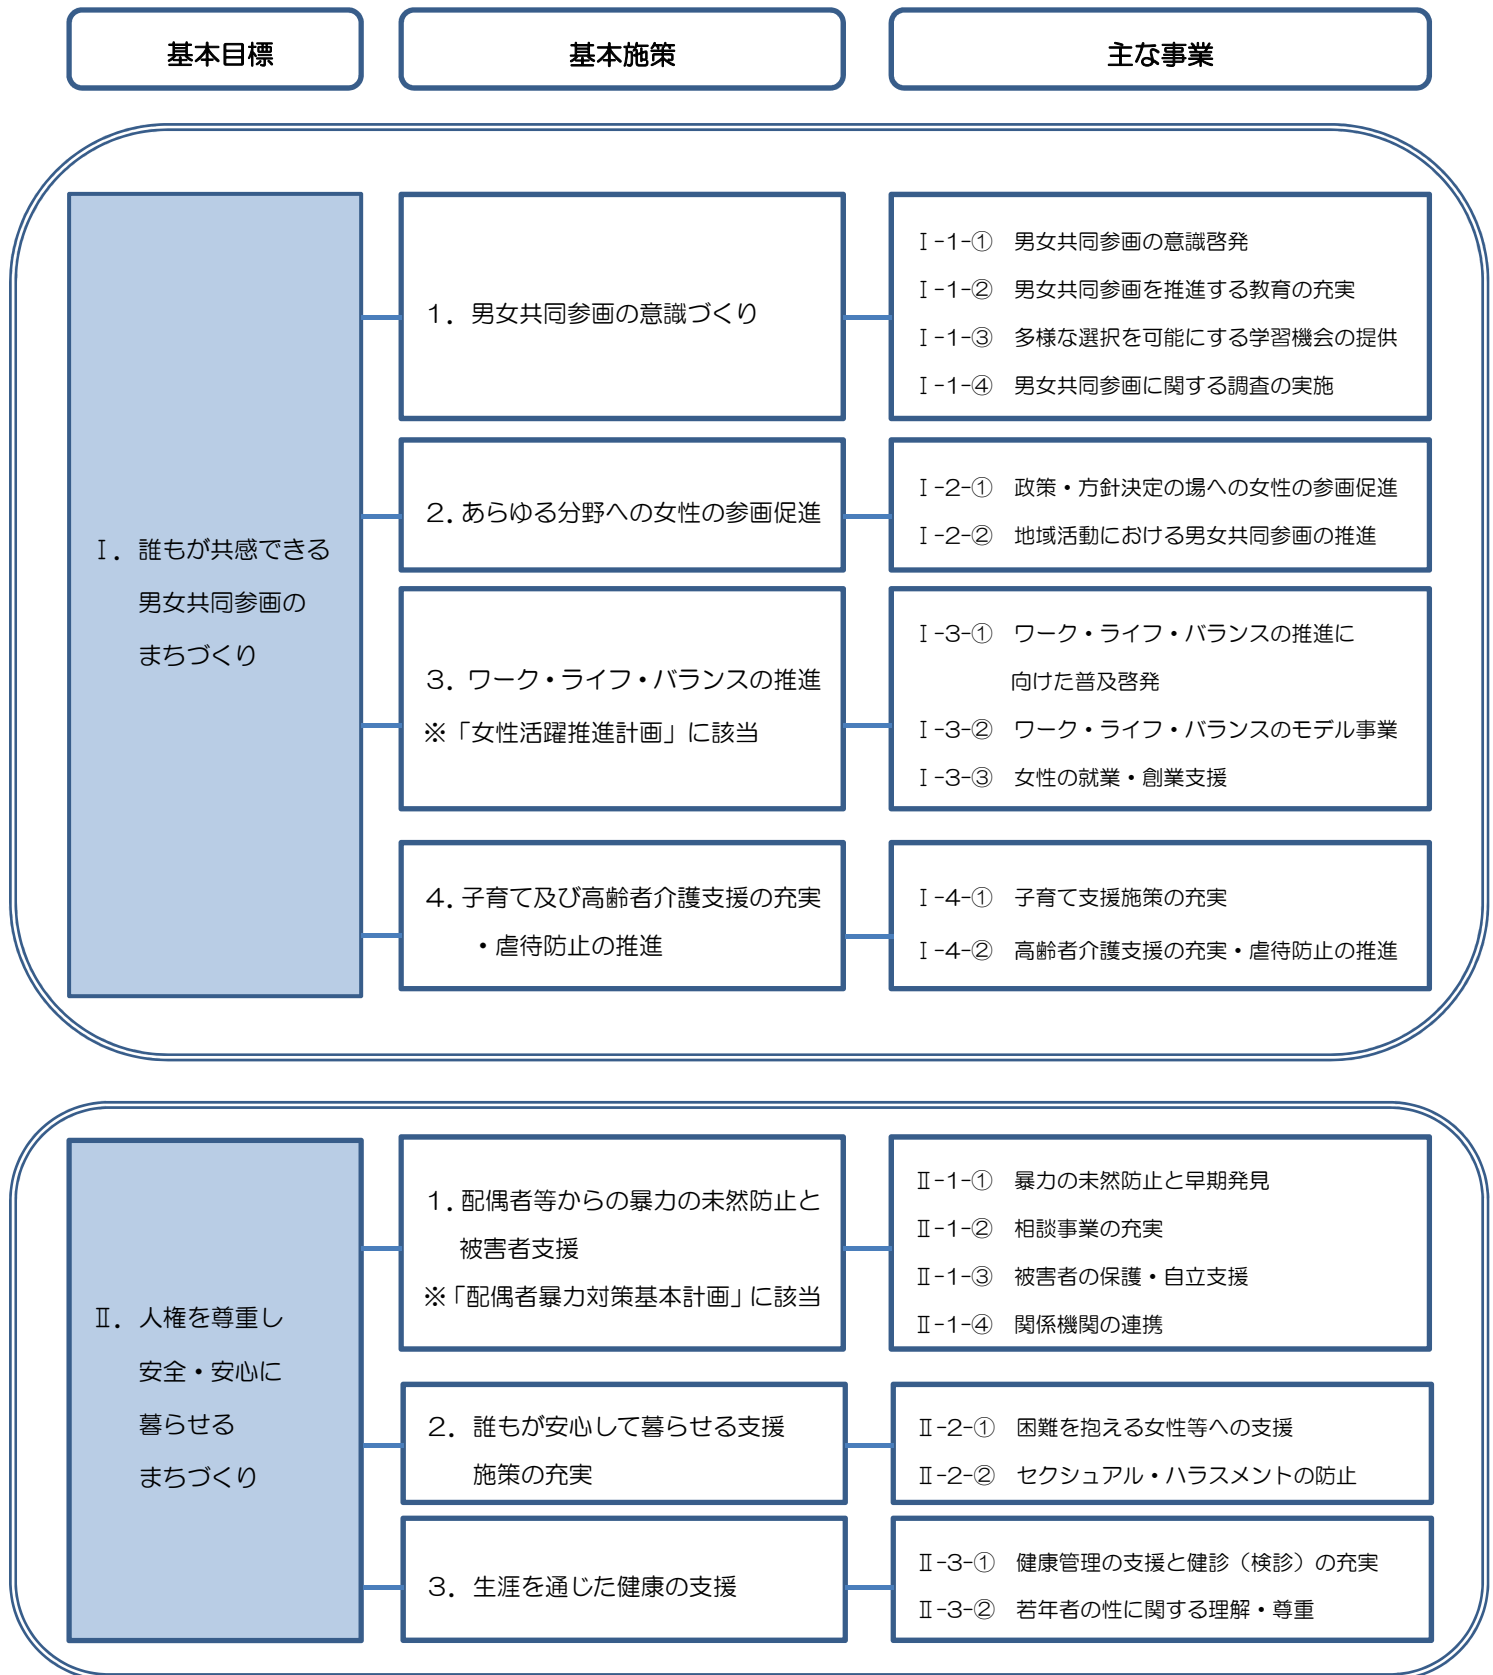 基本目標
基本施策
主な事業
Ⅰ．誰もが共感できる
男女共同参画の
まちづくり
1．男女共同参画の意識づくり
Ⅰ-1-① 男女共同参画の意識啓発
Ⅰ-1-② 男女共同参画を推進する教育の充実
Ⅰ-1-③ 多様な選択を可能にする学習機会の提供
Ⅰ-1-④ 男女共同参画に関する調査の実施
2．あらゆる分野への女性の参画促進
Ⅰ-2-① 政策・方針決定の場への女性の参画促進
Ⅰ-2-② 地域活動における男女共同参画の推進
3．ワーク・ライフ・バランスの推進
※「女性活躍推進計画」に該当
Ⅰ-3-① ワーク・ライフ・バランスの推進に
向けた普及啓発
Ⅰ-3-② ワーク・ライフ・バランスのモデル事業
Ⅰ-3-③ 女性の就業・創業支援
4．子育て及び高齢者介護支援の充実
・虐待防止の推進
Ⅰ-4-① 子育て支援施策の充実
Ⅰ-4-② 高齢者介護支援の充実・虐待防止の推進
Ⅱ．人権を尊重し
安全・安心に
暮らせる
まちづくり
1．配偶者等からの暴力の未然防止と
被害者支援
※「配偶者暴力対策基本計画」に該当
Ⅱ-1-① 暴力の未然防止と早期発見
Ⅱ-1-② 相談事業の充実
Ⅱ-1-③ 被害者の保護・自立支援
Ⅱ-1-④ 関係機関の連携
2．誰もが安心して暮らせる支援
施策の充実
Ⅱ-2-① 困難を抱える女性等への支援
Ⅱ-2-② セクシュアル・ハラスメントの防止
3．生涯を通じた健康の支援
Ⅱ-3-① 健康管理の支援と健診（検診）の充実
Ⅱ-3-② 若年者の性に関する理解・尊重